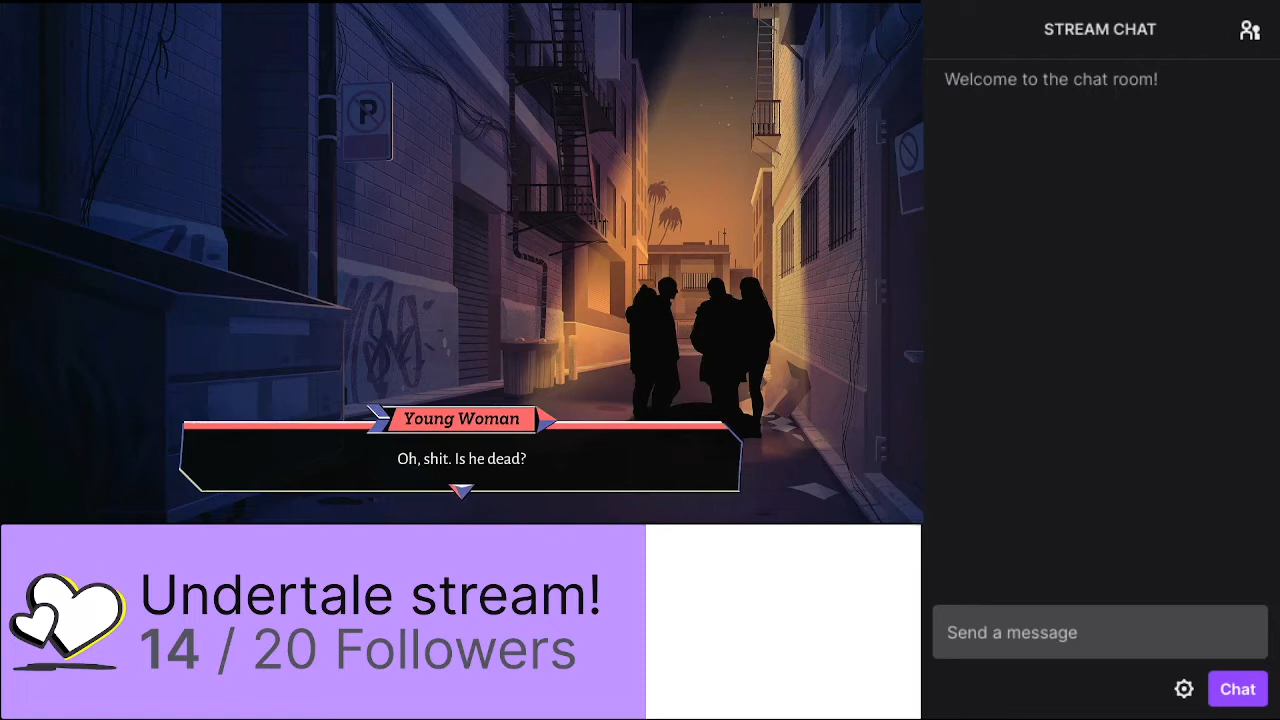 STREAM CHAT
Welcome to the chat room!
P
Young Woman
Oh, shit. Is he dead?
Undertale stream!
14 / 20 Followers
Send a message
Chat